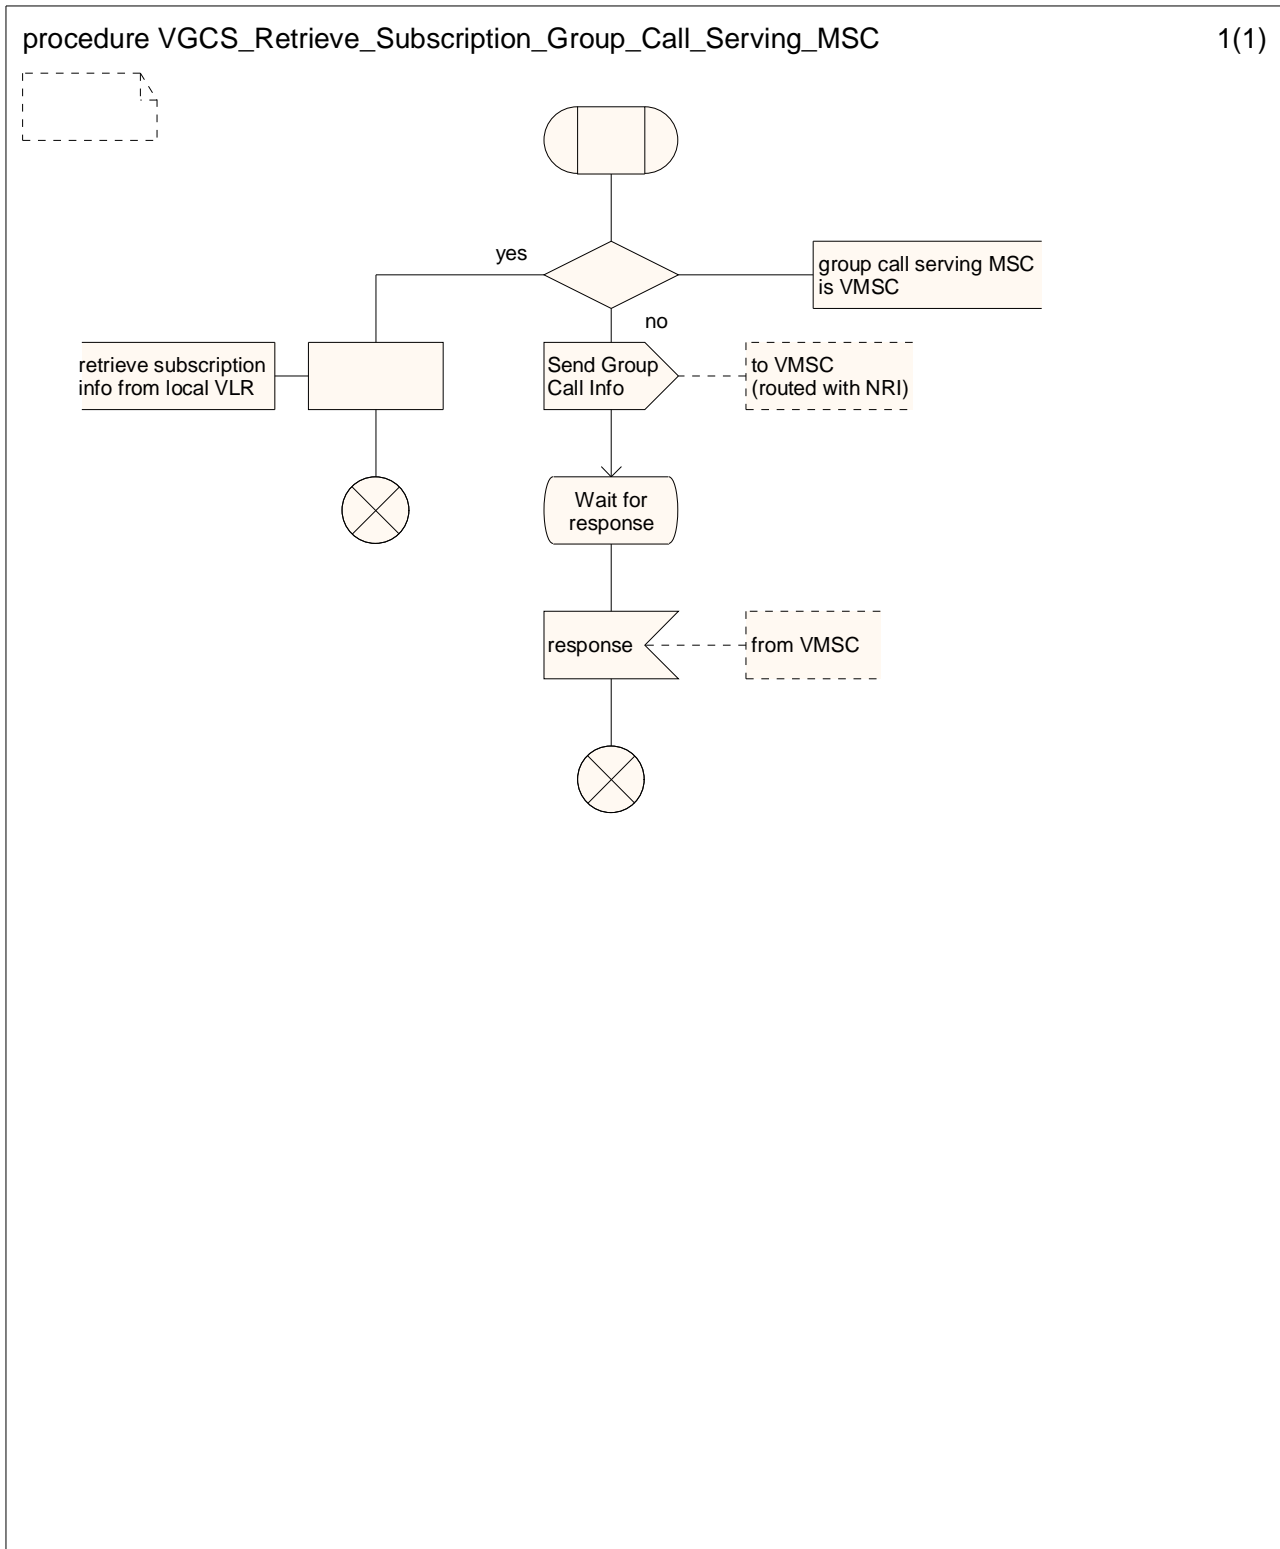 procedure VGCS_Retrieve_Subscription_Group_Call_Serving_MSC 1(1)
yes
group call serving MSC
is VMSC
no
retrieve subscription
info from local VLR
Send Group
Call Info
to VMSC
(routed with NRI)
Wait for
response
response
from VMSC